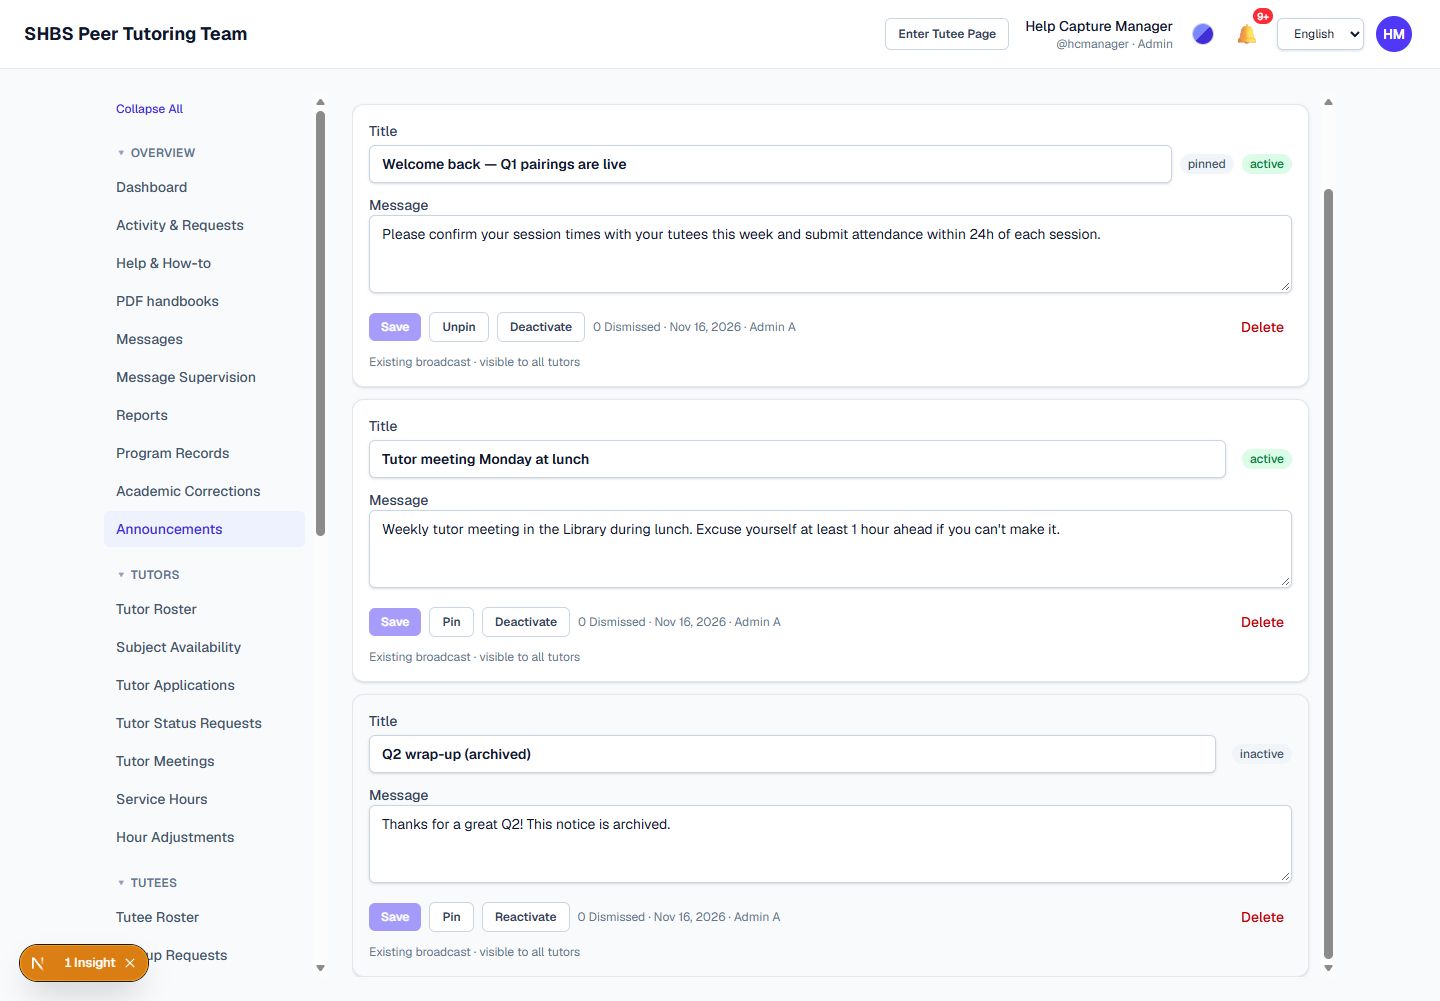 SHBS Peer Tutoring Team
Enter Tutee Page
Help Capture Manager
@hcmanager · Admin
9+
English
HM
Collapse All
OVERVIEW
Dashboard
Activity & Requests
Help & How-to
PDF handbooks
Messages
Message Supervision
Reports
Program Records
Academic Corrections
Announcements
TUTORS
Tutor Roster
Subject Availability
Tutor Applications
Tutor Status Requests
Tutor Meetings
Service Hours
Hour Adjustments
TUTEES
Tutee Roster
up Requests
1 Insight
Title
Welcome back — Q1 pairings are live
pinned
active
Message
Please confirm your session times with your tutees this week and submit attendance within 24h of each session.
Save
Unpin
Deactivate
0 Dismissed · Nov 16, 2026 · Admin A
Delete
Existing broadcast · visible to all tutors
Title
Tutor meeting Monday at lunch
active
Message
Weekly tutor meeting in the Library during lunch. Excuse yourself at least 1 hour ahead if you can't make it.
Save
Pin
Deactivate
0 Dismissed · Nov 16, 2026 · Admin A
Delete
Existing broadcast · visible to all tutors
Title
Q2 wrap-up (archived)
inactive
Message
Thanks for a great Q2! This notice is archived.
Save
Pin
Reactivate
0 Dismissed · Nov 16, 2026 · Admin A
Delete
Existing broadcast · visible to all tutors